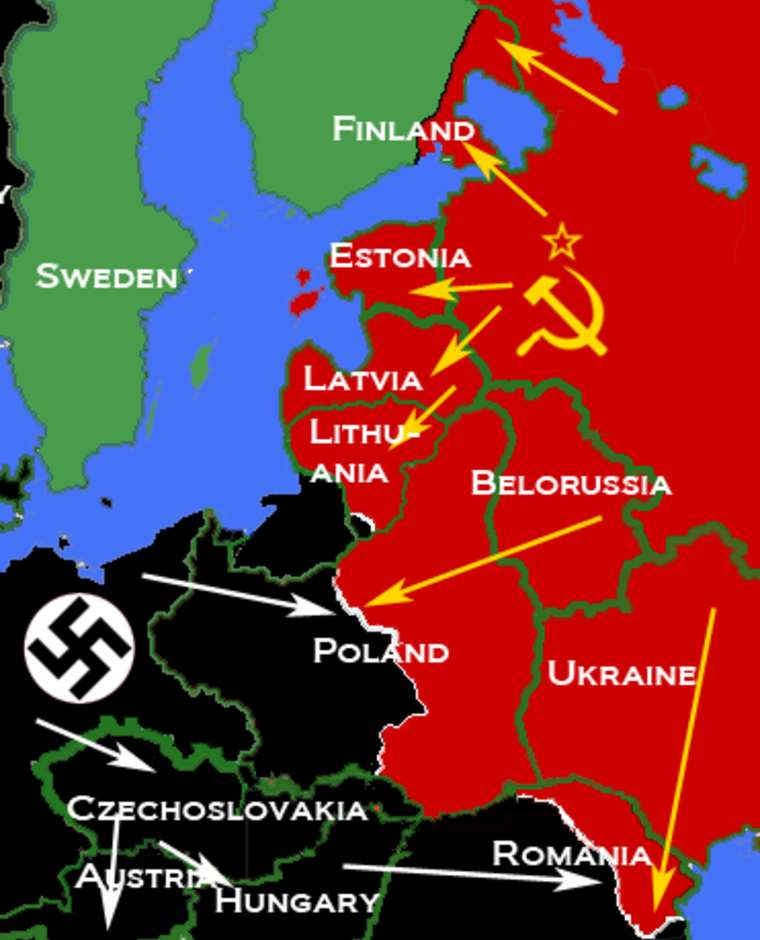 FINLAND
ESTONIA
SWEDEN
LATVIA
LITHU-
ANIA
BELORUSSIA
POLAND
UKRAINE
CZECHOSLOVAKIA
ROMANIA
AUSTRIA
HUNGARY